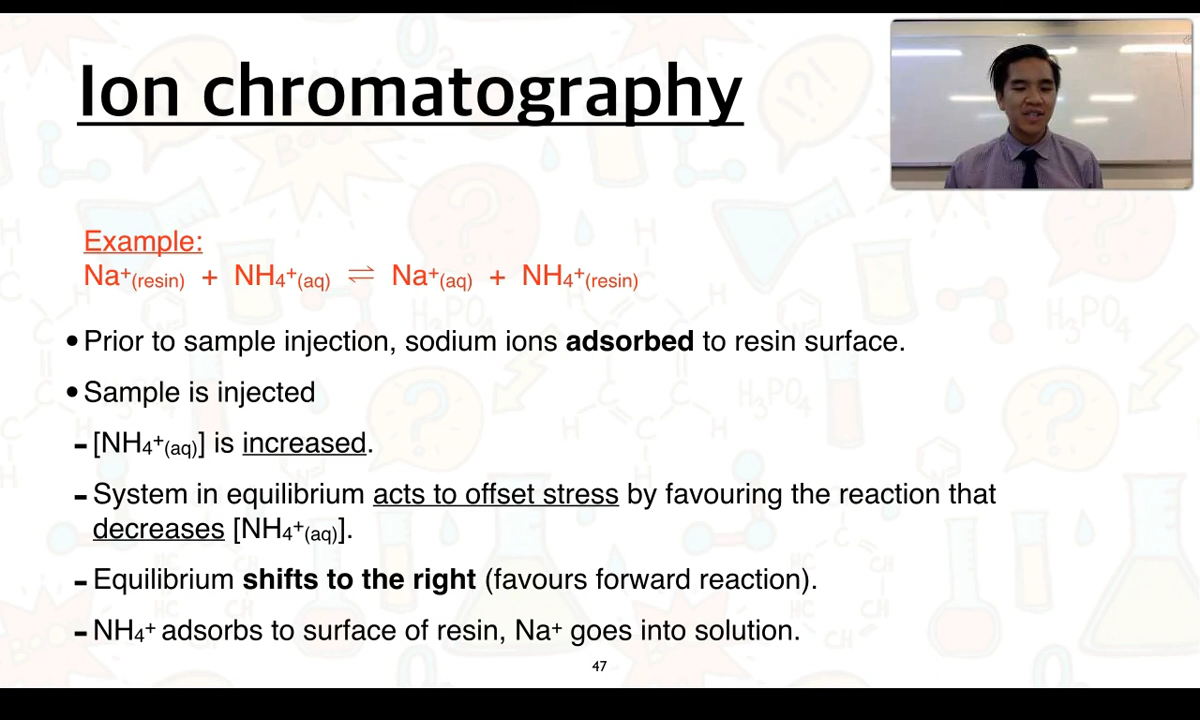 Ion chromatography
Example:
Na⁺(resin) + NH₄⁺(aq) ⇌ Na⁺(aq) + NH₄⁺(resin)
• Prior to sample injection, sodium ions adsorbed to resin surface.
• Sample is injected
- [NH₄⁺(aq)] is increased.
- System in equilibrium acts to offset stress by favouring the reaction that
decreases [NH₄⁺(aq)].
- Equilibrium shifts to the right (favours forward reaction).
- NH₄⁺ adsorbs to surface of resin, Na⁺ goes into solution.
47